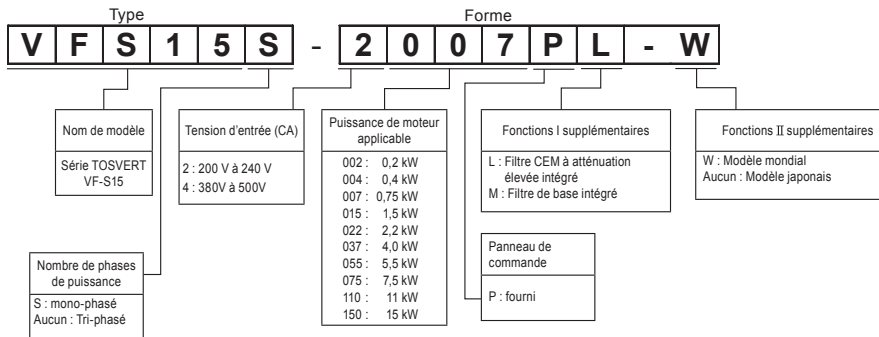 Type
Forme
V F S 1 5 S - 2 0 0 7 P L - W
Nom de modèle
Série TOSVERT
VF-S15
Tension d'entrée (CA)
2 : 200 V à 240 V
4 : 380V à 500V
Puissance de moteur
applicable
002 : 0,2 kW
004 : 0,4 kW
007 : 0,75 kW
015 : 1,5 kW
022 : 2,2 kW
037 : 4,0 kW
055 : 5,5 kW
075 : 7,5 kW
110 : 11 kW
150 : 15 kW
Fonctions I supplémentaires
L : Filtre CEM à atténuation
élevée intégré
M : Filtre de base intégré
Fonctions II supplémentaires
W : Modèle mondial
Aucun : Modèle japonais
Nombre de phases
de puissance
S : mono-phasé
Aucun : Tri-phasé
Panneau de
commande
P : fourni